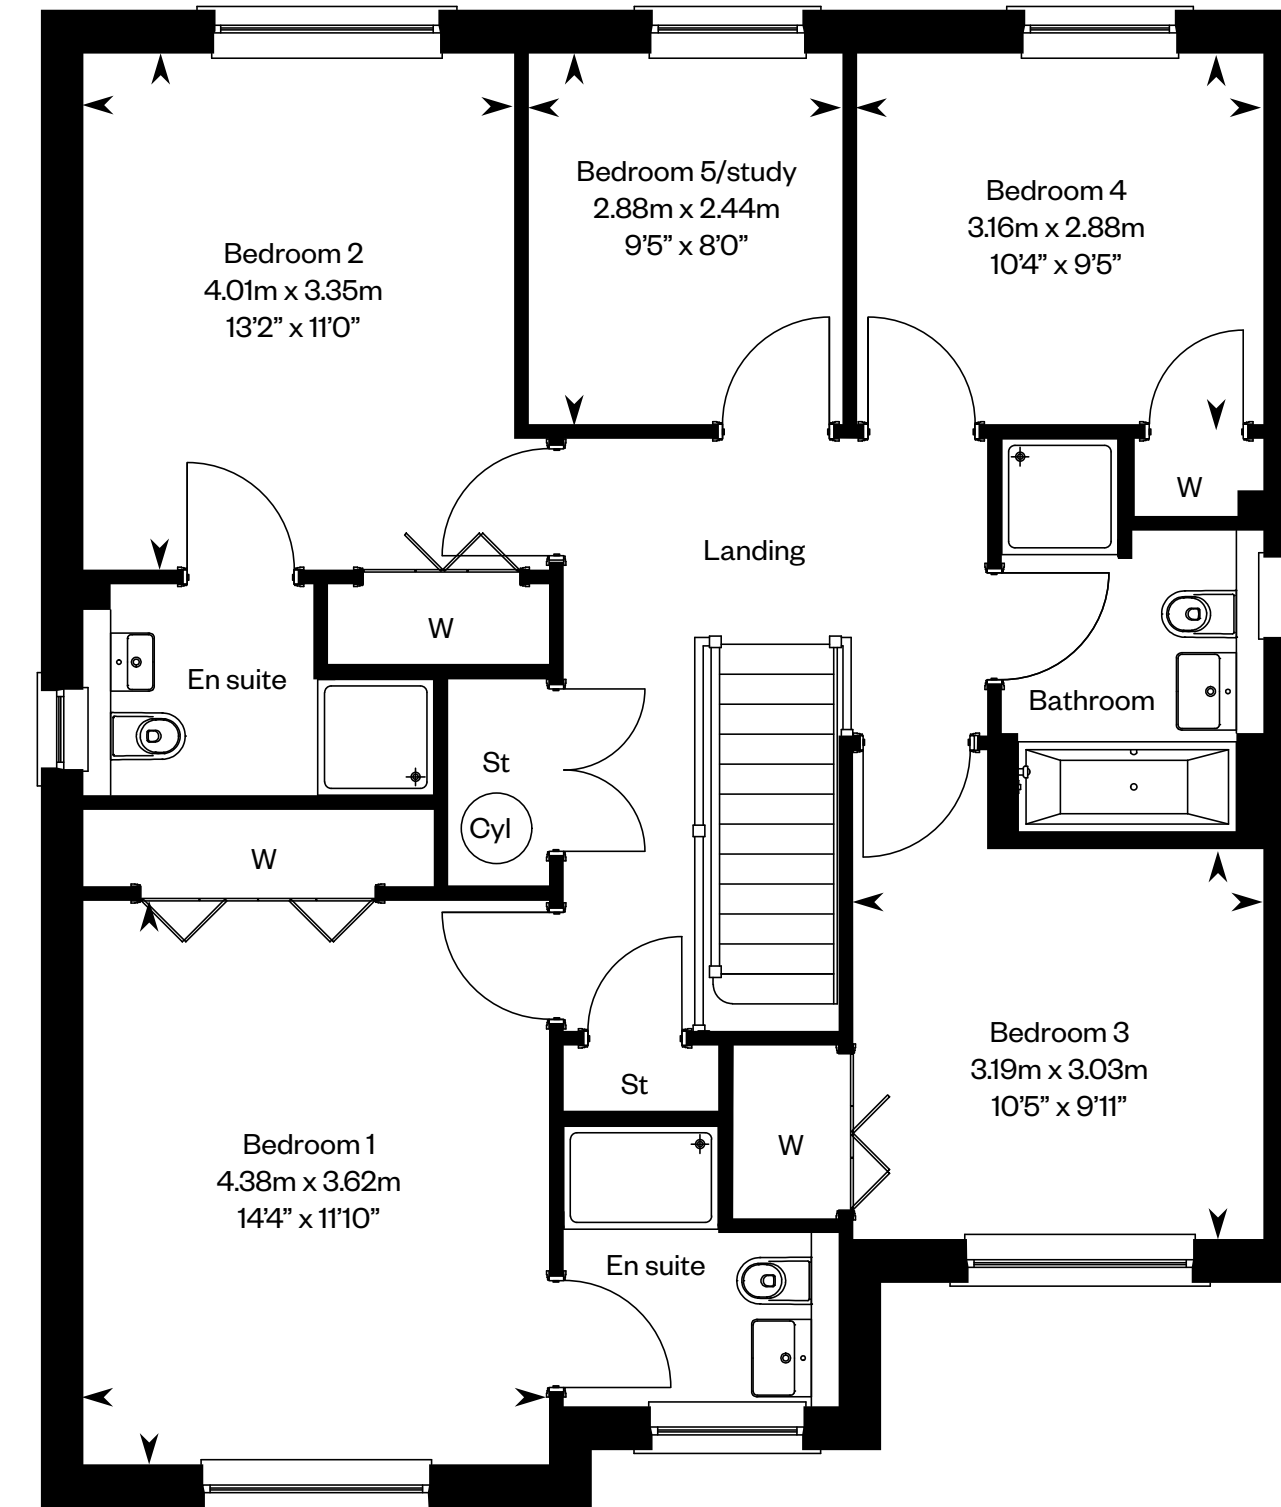 Bedroom 2
4.01m x 3.35m
13’2” x 11’0”
Bedroom 5/study
2.88m x 2.44m
9’5” x 8’0”
Bedroom 4
3.16m x 2.88m
10’4” x 9’5”
W
Landing
W
En suite
Bathroom
St
Cyl
W
Bedroom 3
3.19m x 3.03m
10’5” x 9’11”
St
Bedroom 1
4.38m x 3.62m
14’4” x 11’10”
W
En suite